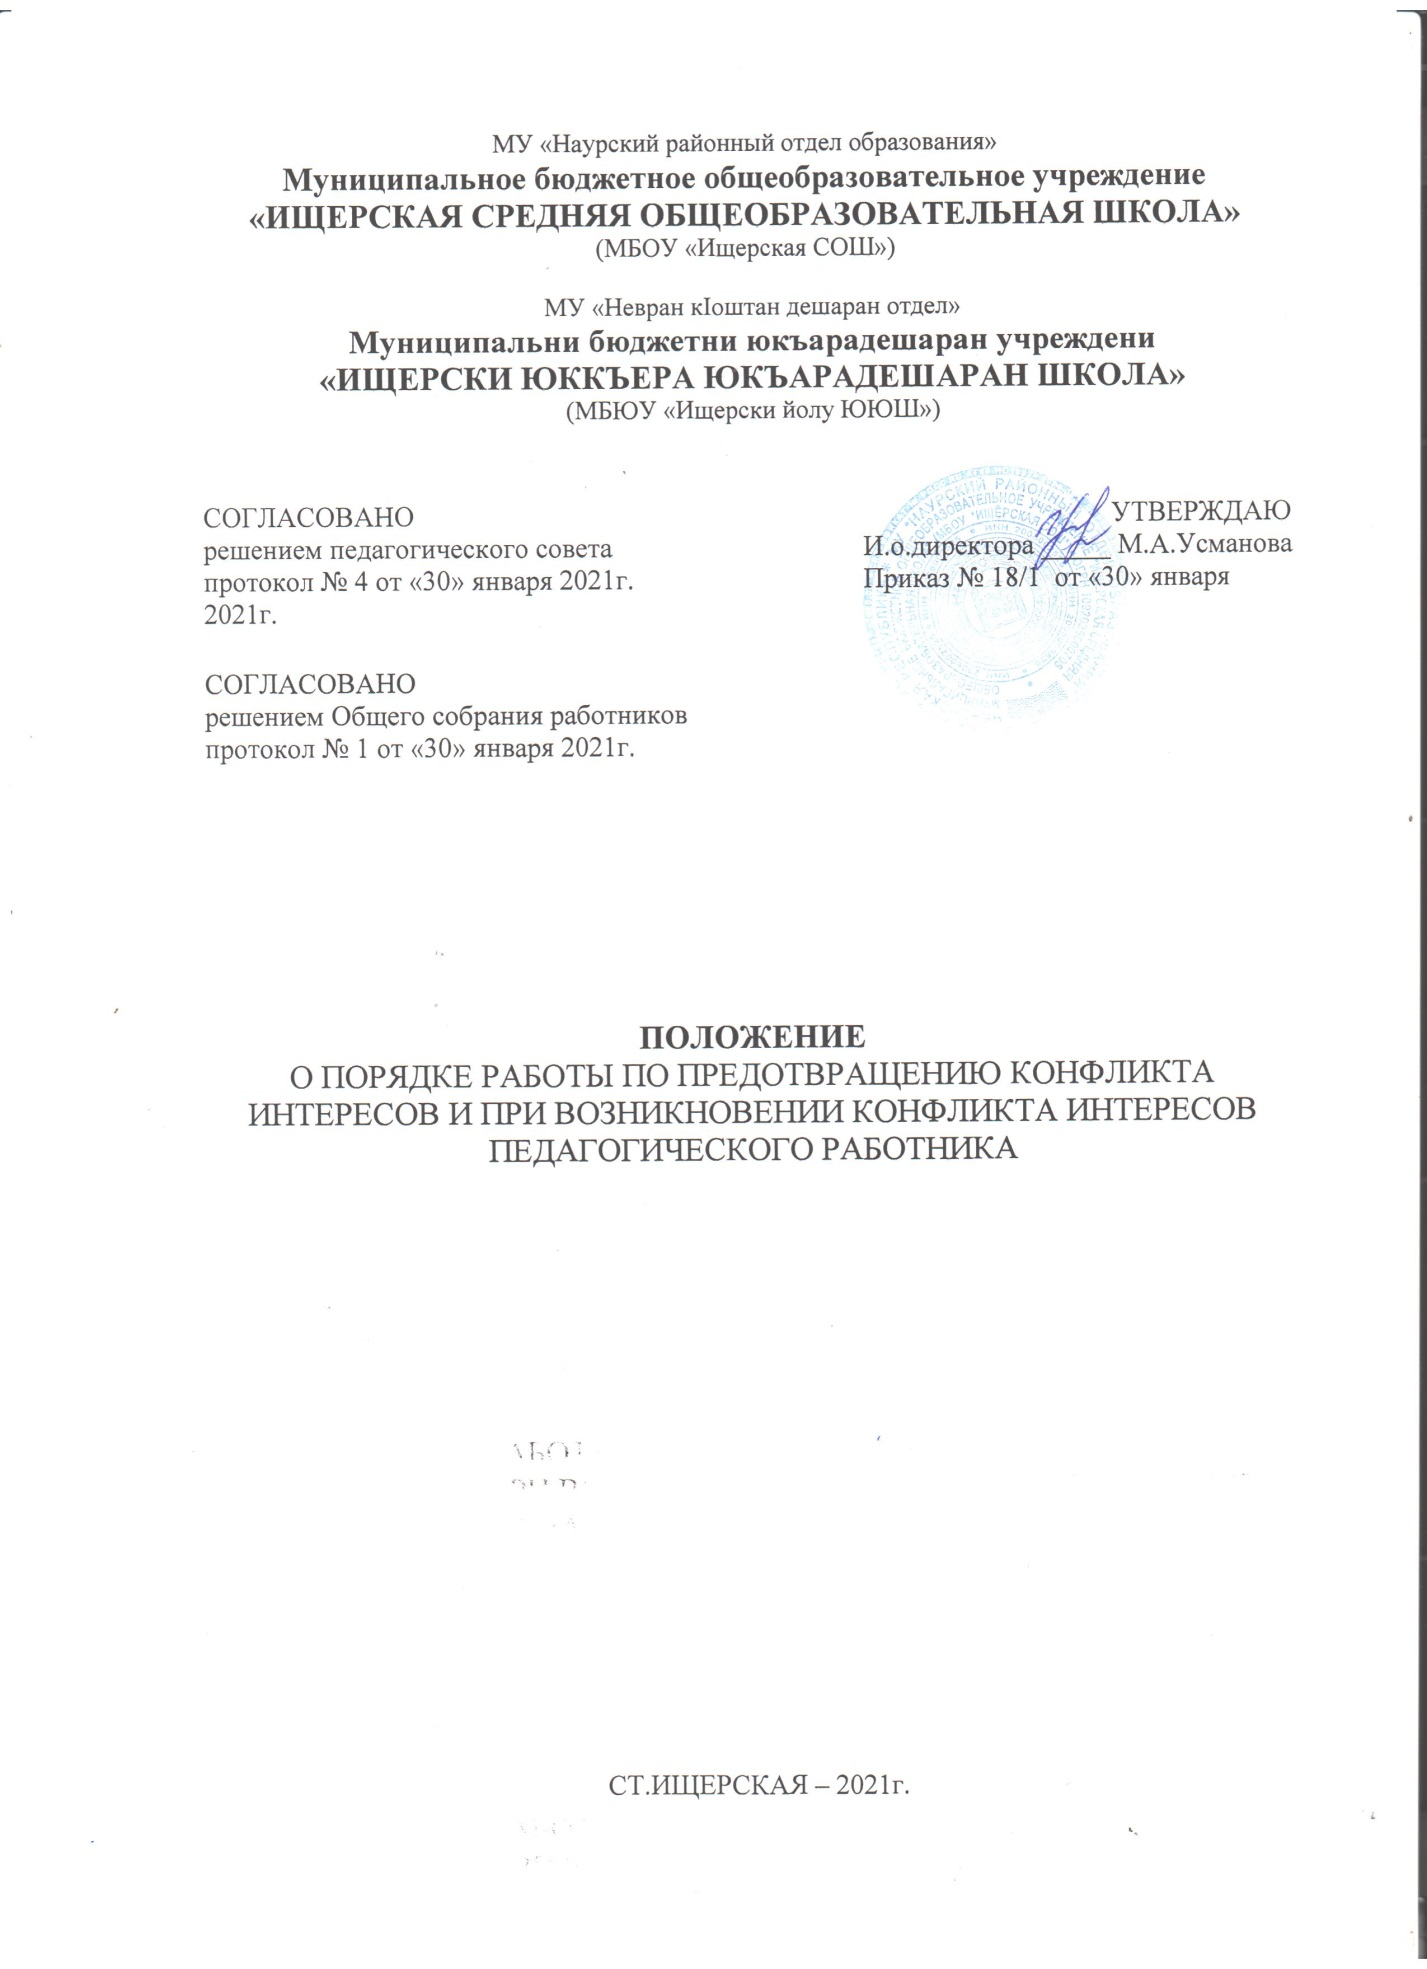 МУ «Наурский районный отдел образования»
Муниципальное бюджетное общеобразовательное учреждение
«ИЩЕРСКАЯ СРЕДНЯЯ ОБЩЕОБРАЗОВАТЕЛЬНАЯ ШКОЛА»
(МБОУ «Ищерская СОШ»)
МУ «Невран кІоштан дешаран отдел»
Муниципальни бюджетни юкъарадешаран учреждени
«ИЩЕРСКИ ЮККЪЕРА ЮКЪАРАДЕШАРАН ШКОЛА»
(МБЮУ «Ищерски йолу ЮЮШ»)
СОГЛАСОВАНО
решением педагогического совета
протокол № 4 от «30» января 2021г.
2021г.
УТВЕРЖДАЮ
И.о.директора _____ М.А.Усманова
Приказ № 18/1 от «30» января
СОГЛАСОВАНО
решением Общего собрания работников
протокол № 1 от «30» января 2021г.
ПОЛОЖЕНИЕ
О ПОРЯДКЕ РАБОТЫ ПО ПРЕДОТВРАЩЕНИЮ КОНФЛИКТА
ИНТЕРЕСОВ И ПРИ ВОЗНИКНОВЕНИИ КОНФЛИКТА ИНТЕРЕСОВ
ПЕДАГОГИЧЕСКОГО РАБОТНИКА
СТ.ИЩЕРСКАЯ – 2021г.